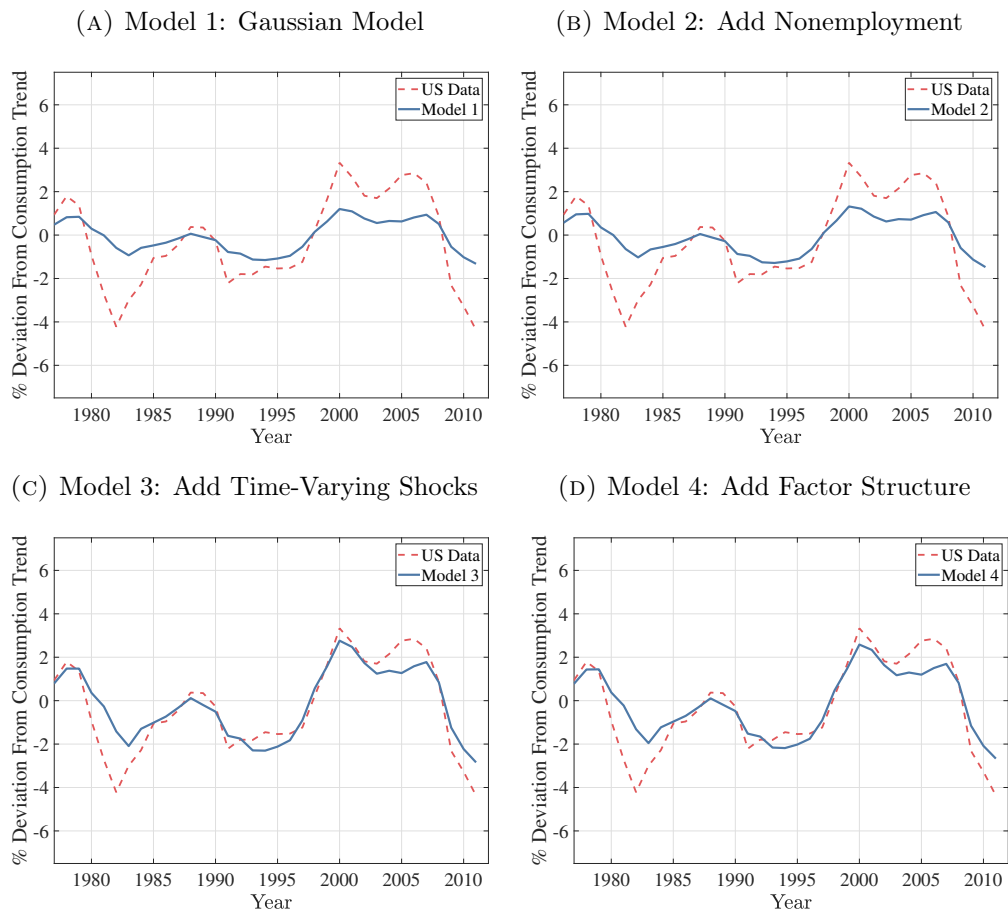 (A) Model 1: Gaussian Model
% Deviation From Consumption Trend
6
4
2
0
-2
-4
-6
US Data
Model 1
1980 1985 1990 1995 2000 2005 2010
Year
(B) Model 2: Add Nonemployment
% Deviation From Consumption Trend
6
4
2
0
-2
-4
-6
US Data
Model 2
1980 1985 1990 1995 2000 2005 2010
Year
(C) Model 3: Add Time-Varying Shocks
% Deviation From Consumption Trend
6
4
2
0
-2
-4
-6
US Data
Model 3
1980 1985 1990 1995 2000 2005 2010
Year
(D) Model 4: Add Factor Structure
% Deviation From Consumption Trend
6
4
2
0
-2
-4
-6
US Data
Model 4
1980 1985 1990 1995 2000 2005 2010
Year